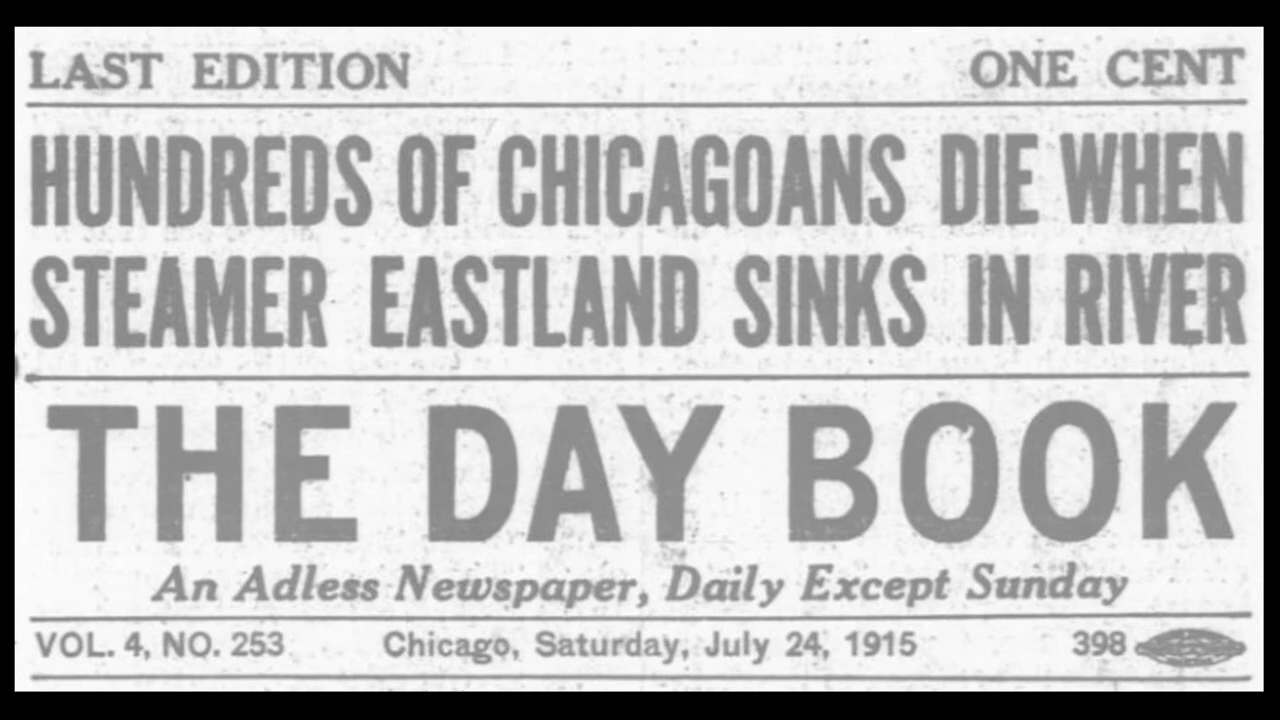 LAST EDITION ONE CENT
HUNDREDS OF CHICAGOANS DIE WHEN
STEAMER EASTLAND SINKS IN RIVER
THE DAY BOOK
An Adless Newspaper, Daily Except Sunday
VOL. 4, NO. 253 Chicago, Saturday, July 24, 1915 398